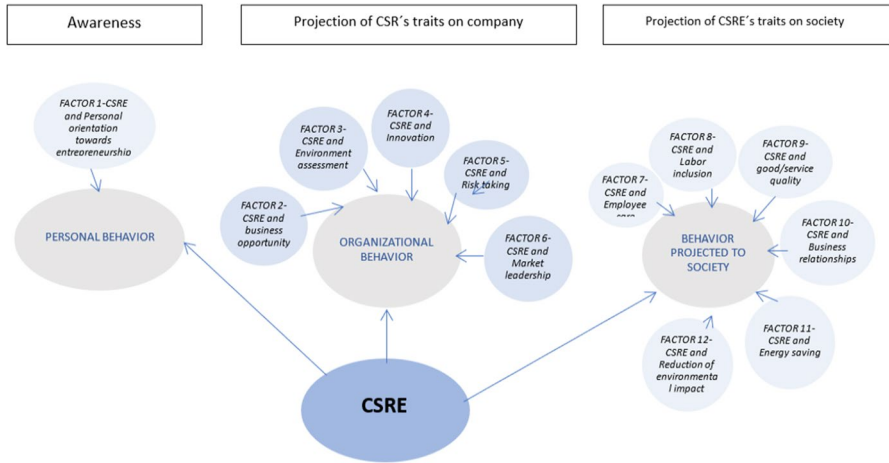 Awareness
Projection of CSR´s traits on company
Projection of CSRE´s traits on society
FACTOR 1-CSRE
and Personal
orientation
towards
entrepreneurship
PERSONAL BEHAVIOR
FACTOR 2-
CSRE and
business
opportunity
FACTOR 3-
CSRE and
Environment
assessment
FACTOR 4-
CSRE and
Innovation
FACTOR 5-
CSRE and
Risk taking
FACTOR 6-
CSRE and
Market
leadership
ORGANIZATIONAL
BEHAVIOR
FACTOR 7-
CSRE and
Employee
care
FACTOR 8-
CSRE and
Labor
inclusion
FACTOR 9-
CSRE and
good/service
quality
FACTOR 10-
CSRE and
Business
relationships
FACTOR 11-
CSRE and
Energy saving
FACTOR 12-
CSRE and
Reduction of
environmenta
l impact
BEHAVIOR
PROJECTED TO
SOCIETY
CSRE